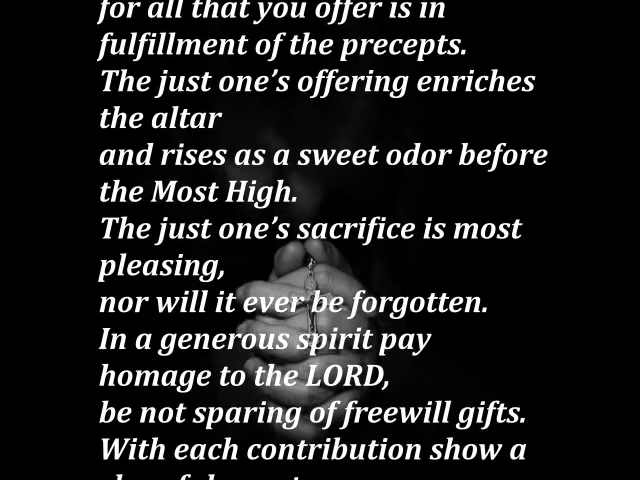 for all that you offer is in
fulfillment of the precepts.
The just one’s offering enriches
the altar
and rises as a sweet odor before
the Most High.
The just one’s sacrifice is most
pleasing,
nor will it ever be forgotten.
In a generous spirit pay
homage to the LORD,
be not sparing of freewill gifts.
With each contribution show a